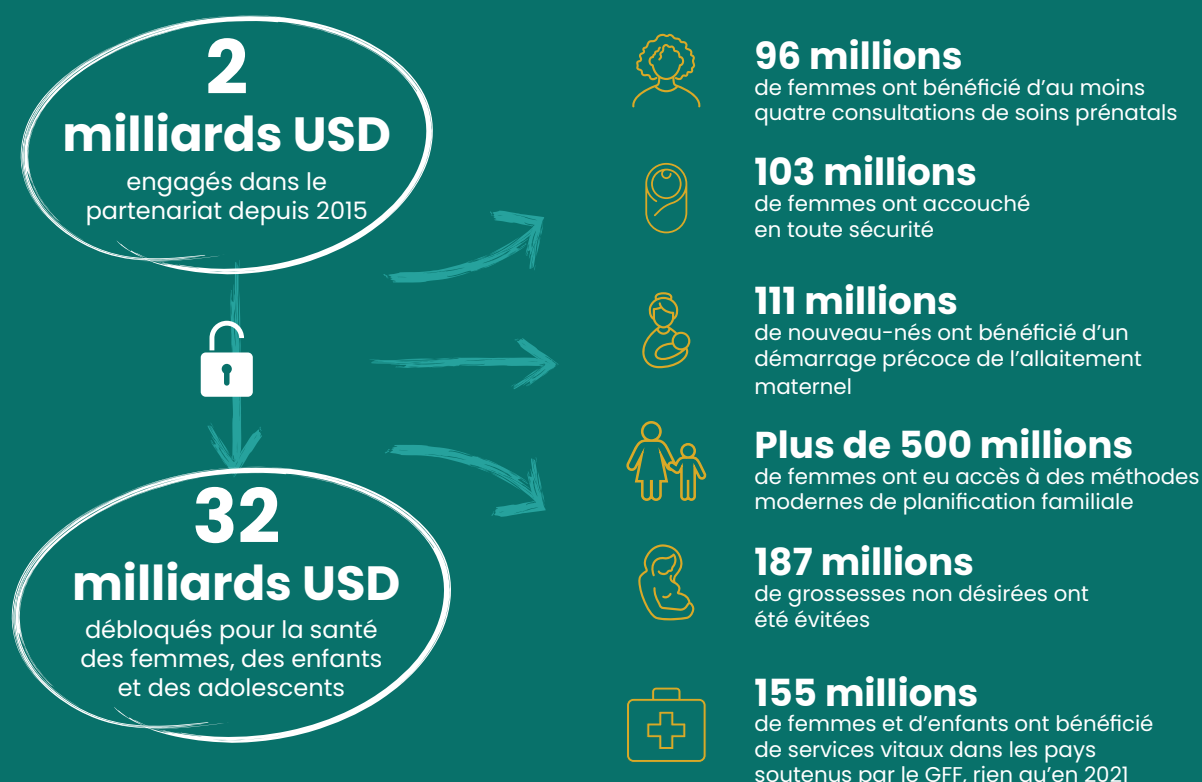 2
milliards USD
engagés dans le
partenariat depuis 2015
32
milliards USD
débloqués pour la santé
des femmes, des enfants
et des adolescents
96 millions
de femmes ont bénéficié d'au moins
quatre consultations de soins prénatals
103 millions
de femmes ont accouché
en toute sécurité
111 millions
de nouveau-nés ont bénéficié d'un
démarrage précoce de l'allaitement
maternel
Plus de 500 millions
de femmes ont eu accès à des méthodes
modernes de planification familiale
187 millions
de grossesses non désirées ont
été évitées
155 millions
de femmes et d'enfants ont bénéficié
de services vitaux dans les pays
soutenus par le GFF, rien qu'en 2021